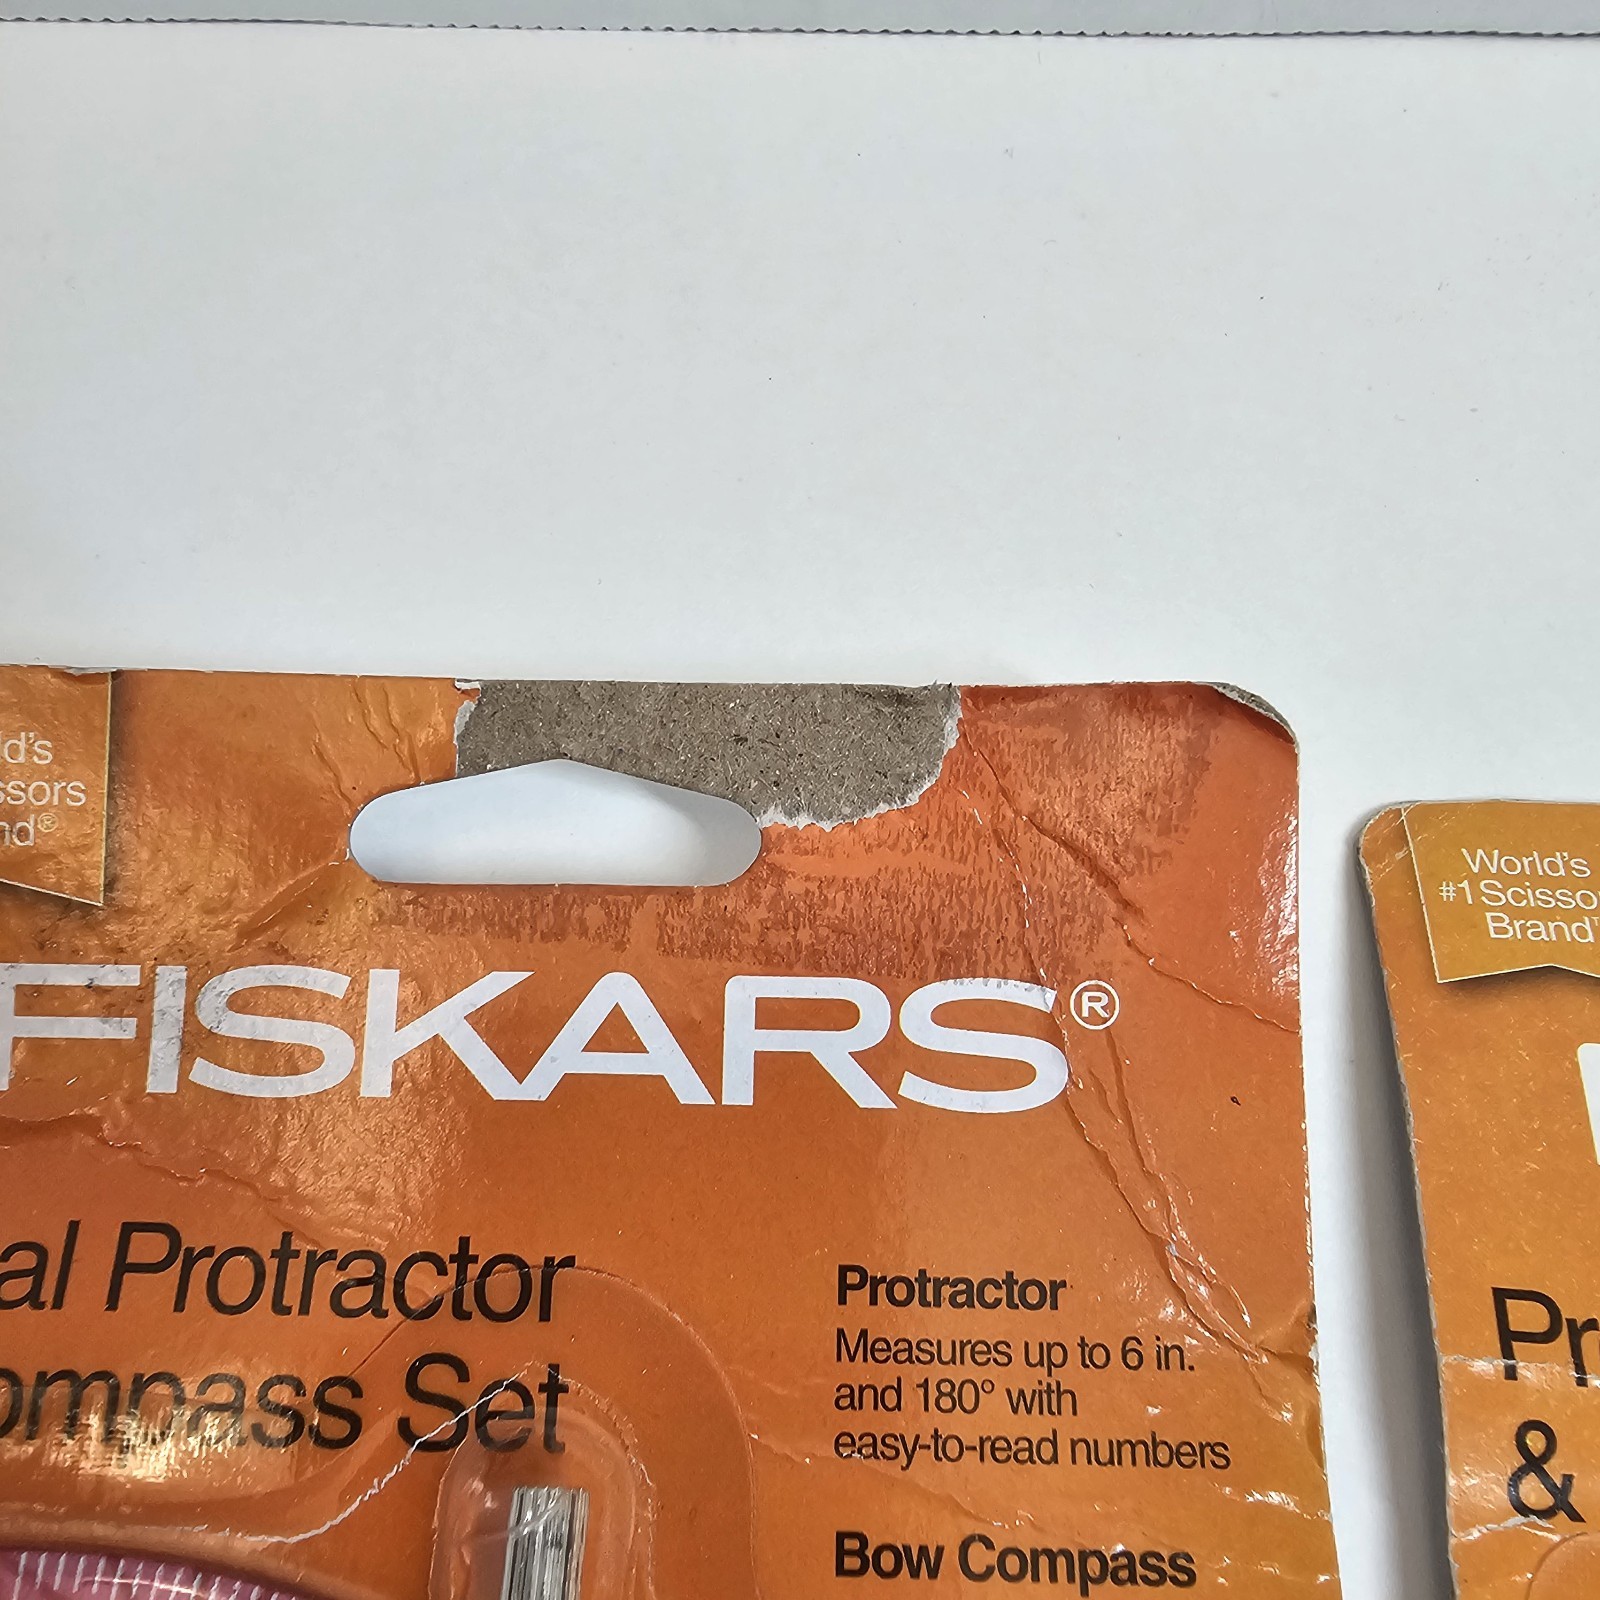 d's
ssors
nd®
FISKARS®
al Protractor
ompass Set
Protractor
Measures up to 6 in.
and 180° with
easy-to-read numbers
Bow Compass
World's
#1 Scisso
Brand
Pr
&